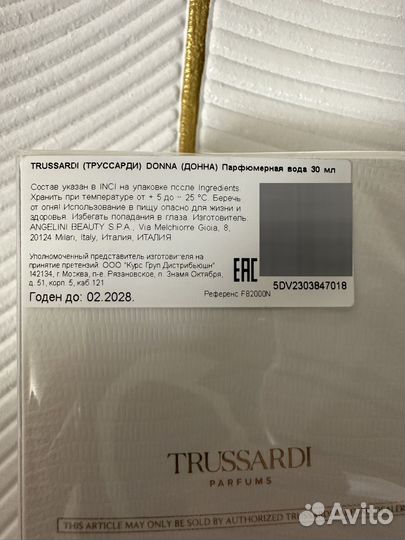 TRUSSARDI (ТРУССАРДИ) DONNA (ДОННА) Парфюмерная вода 30 мл
Состав указан в INCI на упаковке после Ingredients.
Хранить при температуре от + 5 до - 25 °C. Беречь
от огня! Использование в пищу опасно для жизни и
здоровья. Избегать попадания в глаза. Изготовитель
ANGELINI BEAUTY S.P.A., Via Melchiorre Gioia, 8,
20124 Milan, Italy, Италия, ИТАЛИЯ
Уполномоченный представитель изготовителя на
принятие претензий: ООО "Курс Груп Дистрибьюшн"
142134, г Москва, п-е. Рязановское, п. Знамя Октября,
д. 51, корп. 5, каб 121
EAC
5DV2303847018
Годен до: 02.2028.
Референс F82000N
TRUSSARDI
PARFUMS
THIS ARTICLE MAY ONLY BE SOLD BY AUTHORIZED
Avito